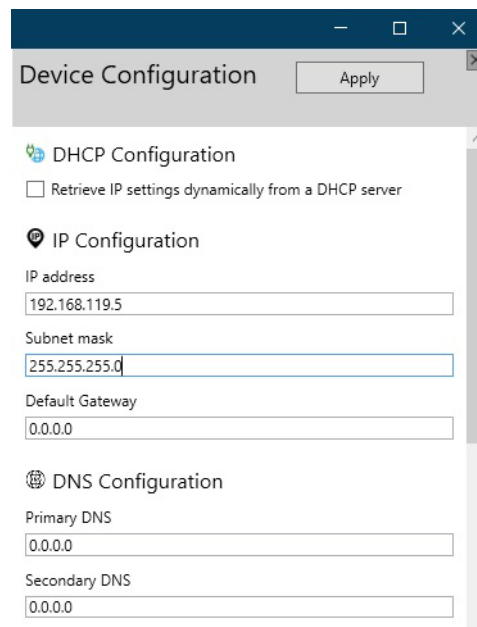 Device Configuration Apply
DHCP Configuration
Retrieve IP settings dynamically from a DHCP server
IP Configuration
IP address
192.168.119.5
Subnet mask
255.255.255.0
Default Gateway
0.0.0.0
DNS Configuration
Primary DNS
0.0.0.0
Secondary DNS
0.0.0.0